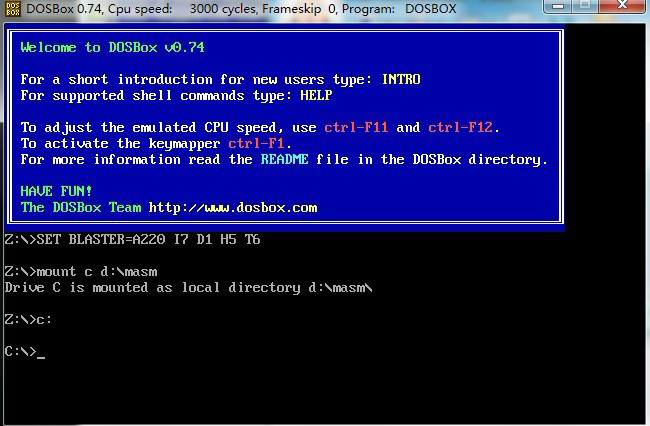 DOS
BOX
DOSBox 0.74, Cpu speed: 3000 cycles, Frameskip 0, Program: DOSBOX
Welcome to DOSBox v0.74
For a short introduction for new users type: INTRO
For supported shell commands type: HELP
To adjust the emulated CPU speed, use ctrl-F11 and ctrl-F12.
To activate the keymapper ctrl-F1.
For more information read the README file in the DOSBox directory.
HAVE FUN!
The DOSBox Team http://www.dosbox.com
Z:\>SET BLASTER=A220 I7 D1 H5 T6
Z:\>mount c d:\masm
Drive C is mounted as local directory d:\masm\
Z:\>c:
C:\>_